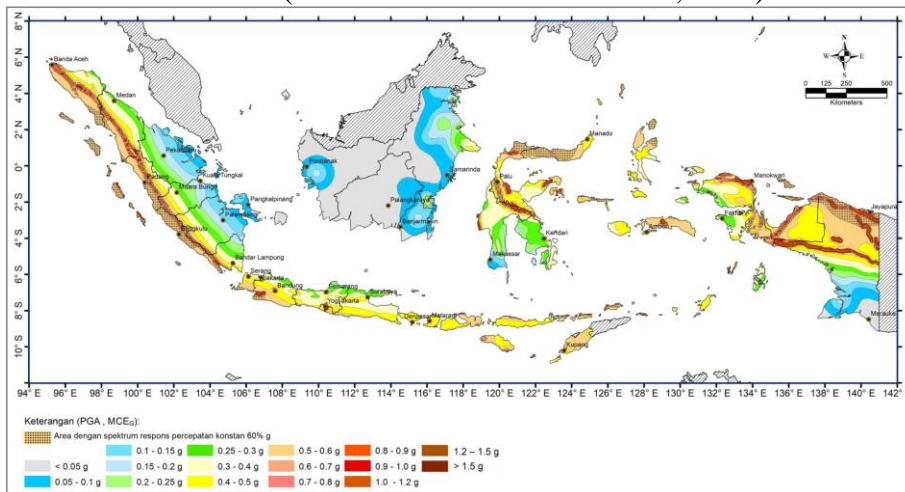 8° N
6° N
4° N
2° N
0°
2° S
4° S
6° S
8° S
10° S
N
W E
S
0 125 250 500
Kilometers
Banda Aceh
Medan
Manado
Pekanbaru
Pontianak
Samarinda
Palu
Manokwari
Padang
Kuala Tungkal
Muara Bungo
Pangkalpinang
Palangkaraya
Jayapura
Palembang
Banjarmasin
Bengkulu
Ambon
Kendari
Makassar
Bandar Lampung
Serang
Jakarta
Bandung
Semarang
Surabaya
Yogyakarta
Denpasar
Mataram
Merauke
Kupang
94° E 96° E 98° E 100° E 102° E 104° E 106° E 108° E 110° E 112° E 114° E 116° E 118° E 120° E 122° E 124° E 126° E 128° E 130° E 132° E 134° E 136° E 138° E 140° E 142° E
Keterangan (PGA , MCEG):
Area dengan spektrum respons percepatan konstan 60% g
0.1 - 0.15 g 0.25 - 0.3 g 0.5 - 0.6 g 0.8 - 0.9 g 1.2 – 1.5 g
< 0.05 g 0.15 - 0.2 g 0.3 - 0.4 g 0.6 - 0.7 g 0.9 - 1.0 g > 1.5 g
0.05 - 0.1 g 0.2 - 0.25 g 0.4 - 0.5 g 0.7 - 0.8 g 1.0 - 1.2 g